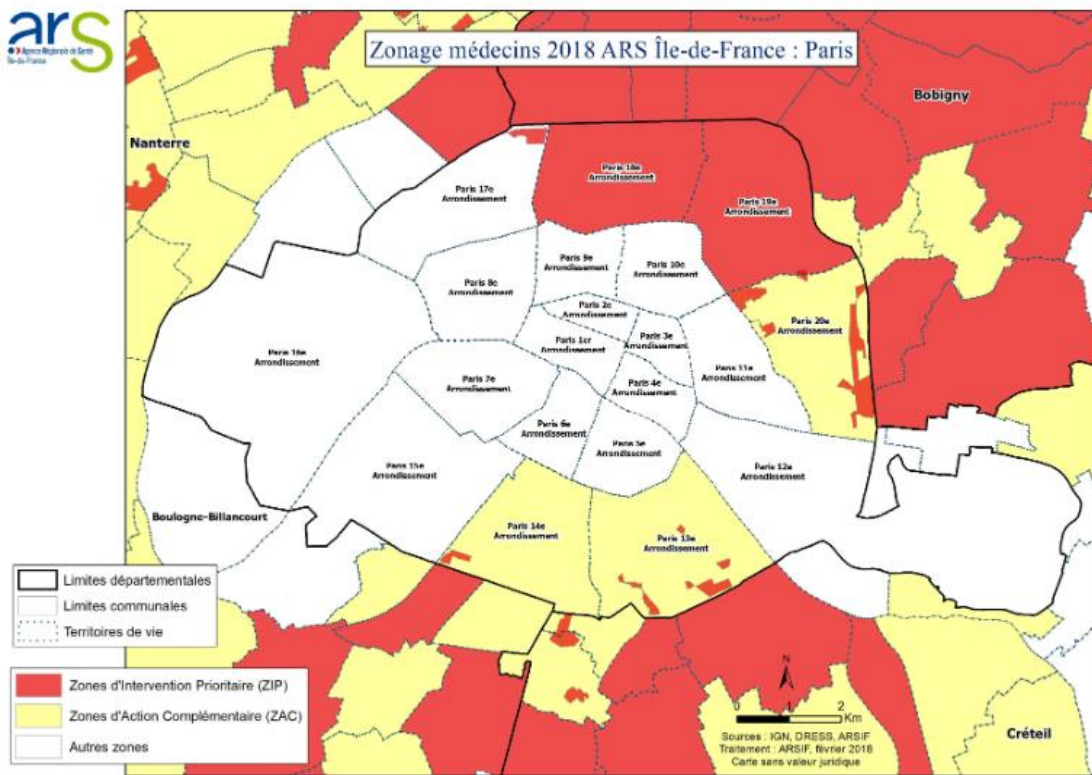 ars
Agence Régionale de Santé
Île-de-France
Zonage médecins 2018 ARS Île-de-France : Paris
Bobigny
Nanterre
Paris 18e
Arrondissement
Paris 17e
Arrondissement
Paris 19e
Arrondissement
Paris 9e
Arrondissement
Paris 10e
Arrondissement
Paris 8e
Arrondissement
Paris 2e
Arrondissement
Paris 20e
Arrondissement
Paris 1er
Arrondissement
Paris 3e
Arrondissement
Paris 16e
Arrondissement
Paris 11e
Arrondissement
Paris 7e
Arrondissement
Paris 4e
Arrondissement
Paris 6e
Arrondissement
Paris 5e
Arrondissement
Paris 15e
Arrondissement
Paris 12e
Arrondissement
Boulogne-Billancourt
Paris 14e
Arrondissement
Paris 13e
Arrondissement
Limites départementales
Limites communales
Territoires de vie
Zones d'Intervention Prioritaire (ZIP)
Zones d'Action Complémentaire (ZAC)
Autres zones
N
0 1 2
Km
Sources : IGN, DRESS, ARSIF
Traitement : ARSIF, février 2018
Carte sans valeur juridique
Créteil